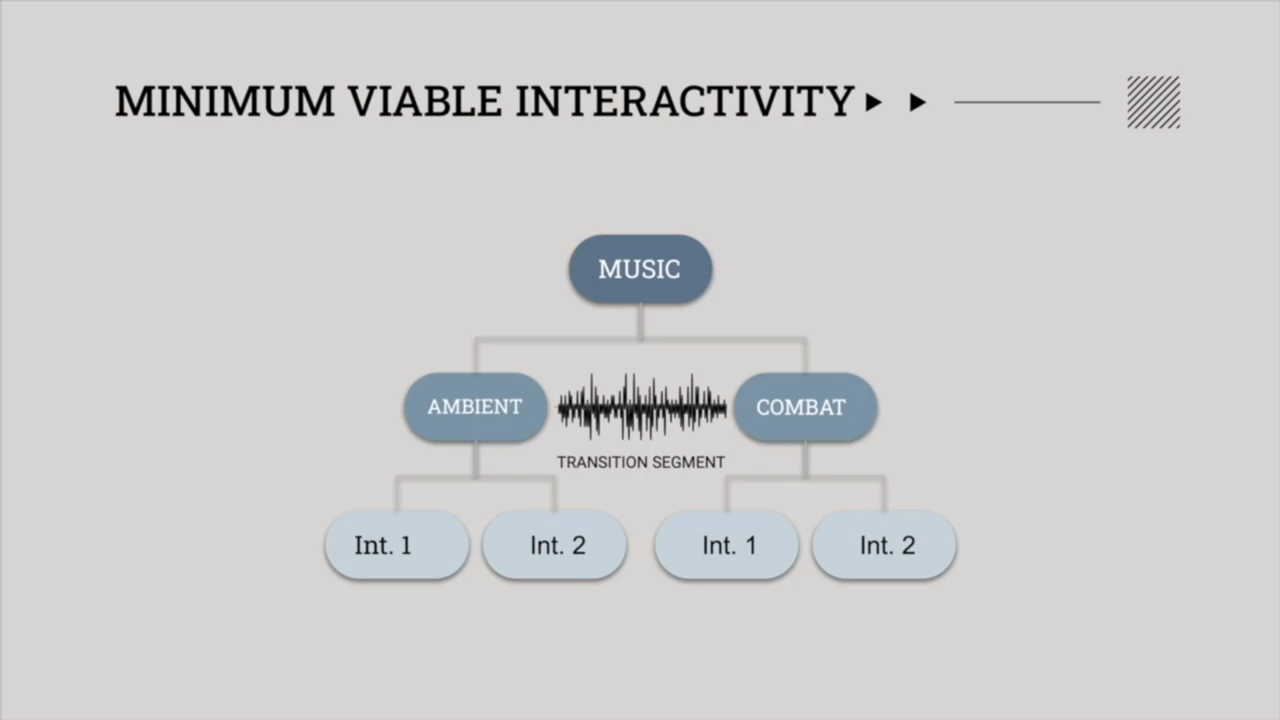 MINIMUM VIABLE INTERACTIVITY
MUSIC
AMBIENT
COMBAT
TRANSITION SEGMENT
Int. 1
Int. 2
Int. 1
Int. 2